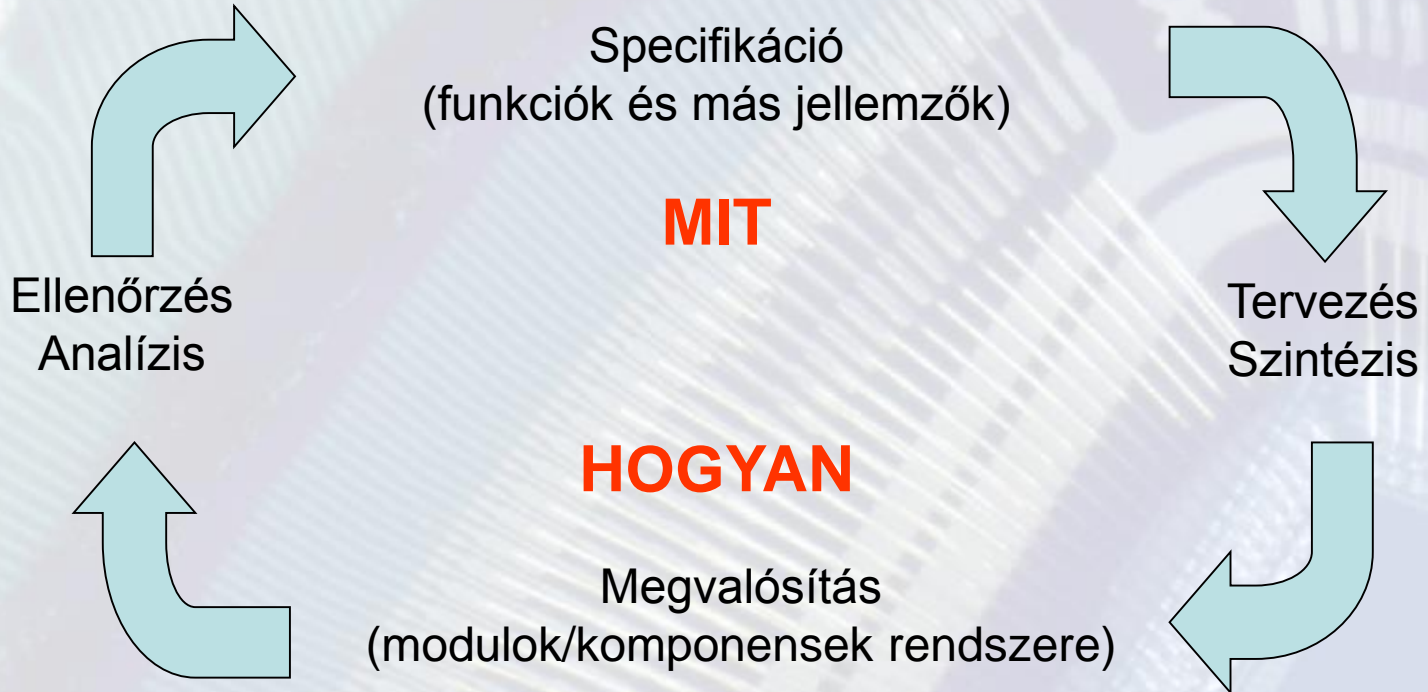 Specifikáció
(funkciók és más jellemzők)
MIT
Ellenőrzés
Analízis
Tervezés
Szintézis
HOGYAN
Megvalósítás
(modulok/komponensek rendszere)